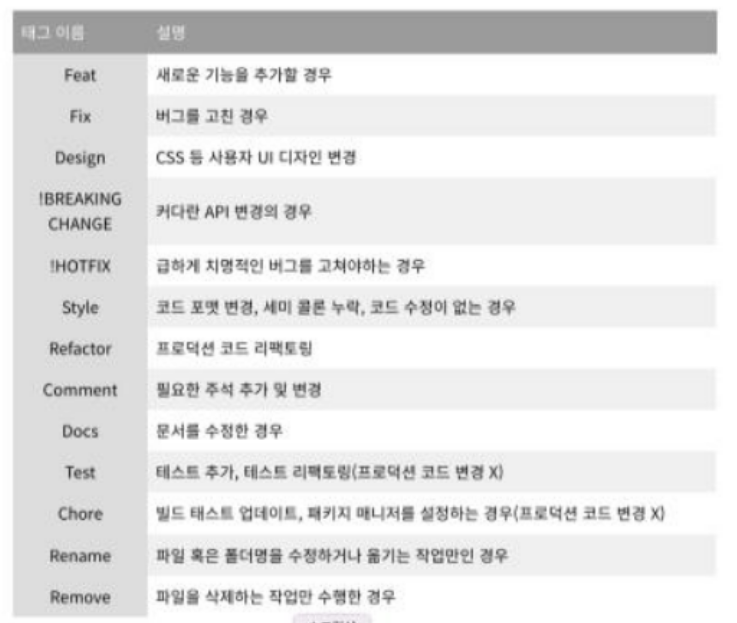 태그 이름 설명
Feat 새로운 기능을 추가할 경우
Fix 버그를 고친 경우
Design CSS 등 사용자 UI 디자인 변경
!BREAKING
CHANGE 커다란 API 변경의 경우
!HOTFIX 급하게 치명적인 버그를 고쳐야하는 경우
Style 코드 포맷 변경, 세미 콜론 누락, 코드 수정이 없는 경우
Refactor 프로덕션 코드 리팩토링
Comment 필요한 주석 추가 및 변경
Docs 문서를 수정한 경우
Test 테스트 추가, 테스트 리팩토링(프로덕션 코드 변경 X)
Chore 빌드 태스트 업데이트, 패키지 매니저를 설정하는 경우(프로덕션 코드 변경 X)
Rename 파일 혹은 폴더명을 수정하거나 옮기는 작업만인 경우
Remove 파일을 삭제하는 작업만 수행한 경우